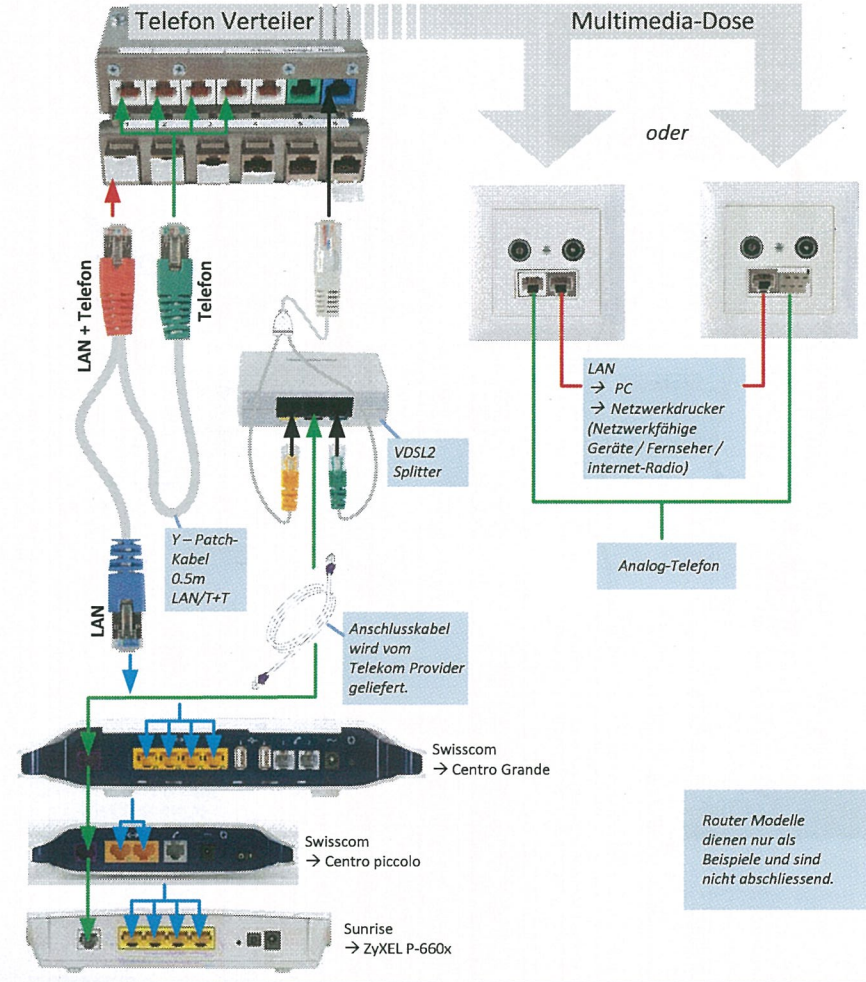 Telefon Verteiler
Multimedia-Dose
oder
LAN + Telefon
Telefon
LAN
→ PC
→ Netzwerkdrucker
(Netzwerkfähige
Geräte / Fernseher /
internet-Radio)
VDSL2
Splitter
Y – Patch-
Kabel
0.5m
LAN/T+T
Analog-Telefon
LAN
Anschlusskabel
wird vom
Telekom Provider
geliefert.
Swisscom
→ Centro Grande
Swisscom
→ Centro piccolo
Sunrise
→ ZyXEL P-660x
Router Modelle
dienen nur als
Beispiele und sind
nicht abschliessend.